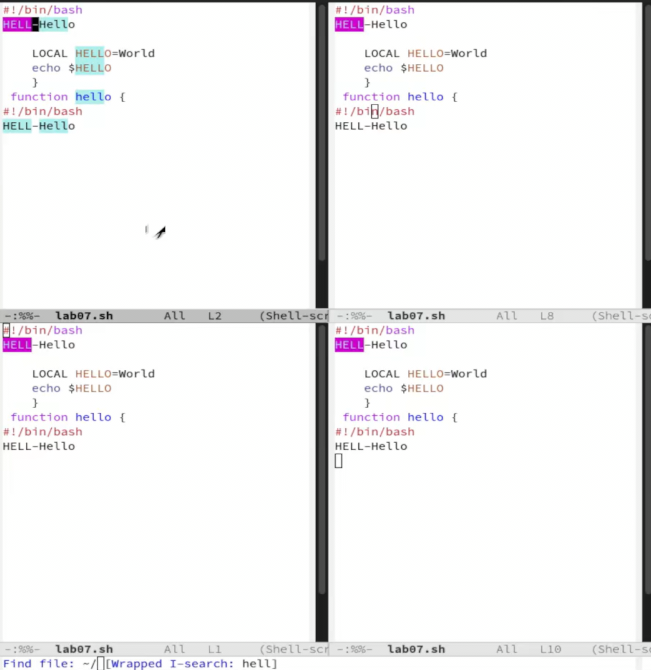 #!/bin/bash
HELL-Hello
LOCAL HELLO=World
echo $HELLO
}
function hello {
#!/bin/bash
HELL-Hello
-:%%-  lab07.sh       All   L2     (Shell-scr
#!/bin/bash
HELL-Hello
LOCAL HELLO=World
echo $HELLO
}
function hello {
#!/bin/bash
HELL-Hello
-:%%-  lab07.sh       All   L8     (Shell-sc
#!/bin/bash
HELL-Hello
LOCAL HELLO=World
echo $HELLO
}
function hello {
#!/bin/bash
HELL-Hello
-:%%-  lab07.sh       All   L1     (Shell-scr
#!/bin/bash
HELL-Hello
LOCAL HELLO=World
echo $HELLO
}
function hello {
#!/bin/bash
HELL-Hello
-:%%-  lab07.sh       All   L10    (Shell-sc
Find file: ~/ [Wrapped I-search: hell]